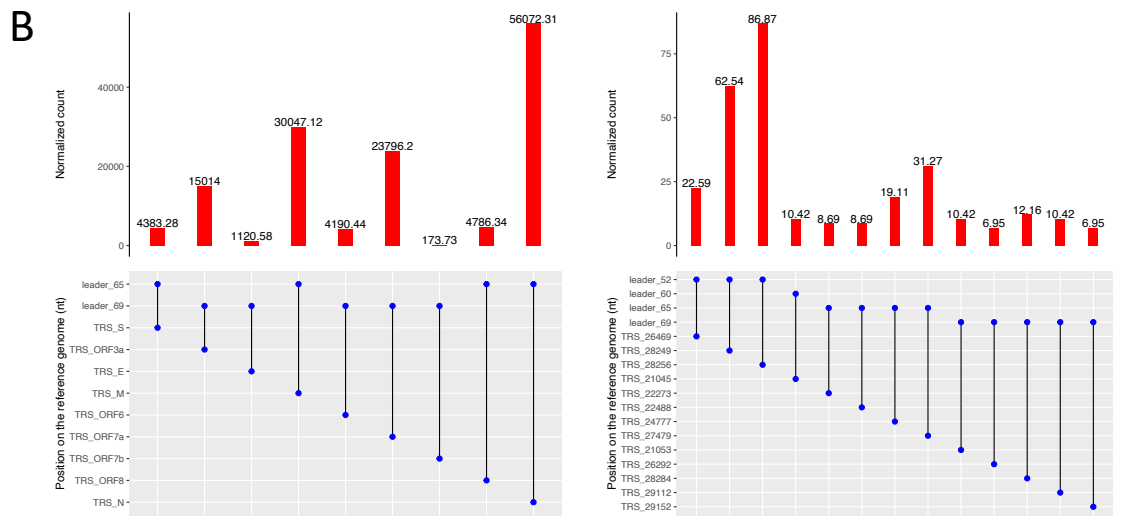 B
Normalized count
40000
20000
0
4383.28
15014
1120.58
30047.12
4190.44
23796.2
173.73
4786.34
56072.31
Position on the reference genome (nt)
leader_65
leader_69
TRS_S
TRS_ORF3a
TRS_E
TRS_M
TRS_ORF6
TRS_ORF7a
TRS_ORF7b
TRS_ORF8
TRS_N
Normalized count
75
50
25
0
22.59
62.54
86.87
10.42
8.69
8.69
19.11
31.27
10.42
6.95
12.16
10.42
6.95
Position on the reference genome (nt)
leader_52
leader_60
leader_65
leader_69
TRS_26469
TRS_28249
TRS_28256
TRS_21045
TRS_22273
TRS_22488
TRS_24777
TRS_27479
TRS_21053
TRS_26292
TRS_28284
TRS_29112
TRS_29152